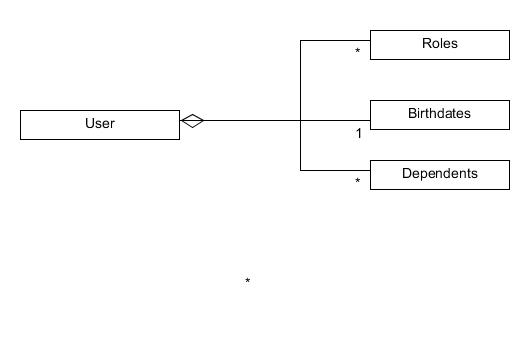 Roles
*
Birthdates
User
1
Dependents
*
*